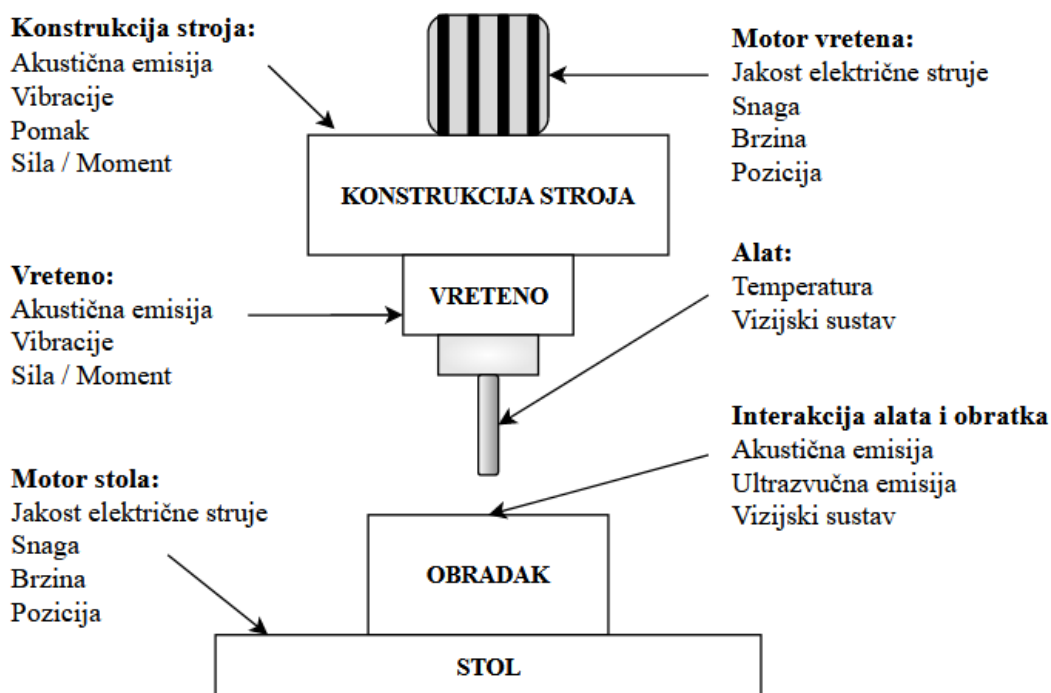 Konstrukcija stroja:
Akustična emisija
Vibracije
Pomak
Sila / Moment
Motor vretena:
Jakost električne struje
Snaga
Brzina
Pozicija
KONSTRUKCIJA STROJA
Vreteno:
Akustična emisija
Vibracije
Sila / Moment
VRETENO
Alat:
Temperatura
Vizijski sustav
Interakcija alata i obratka
Akustična emisija
Ultrazvučna emisija
Vizijski sustav
Motor stola:
Jakost električne struje
Snaga
Brzina
Pozicija
OBRADAK
STOL